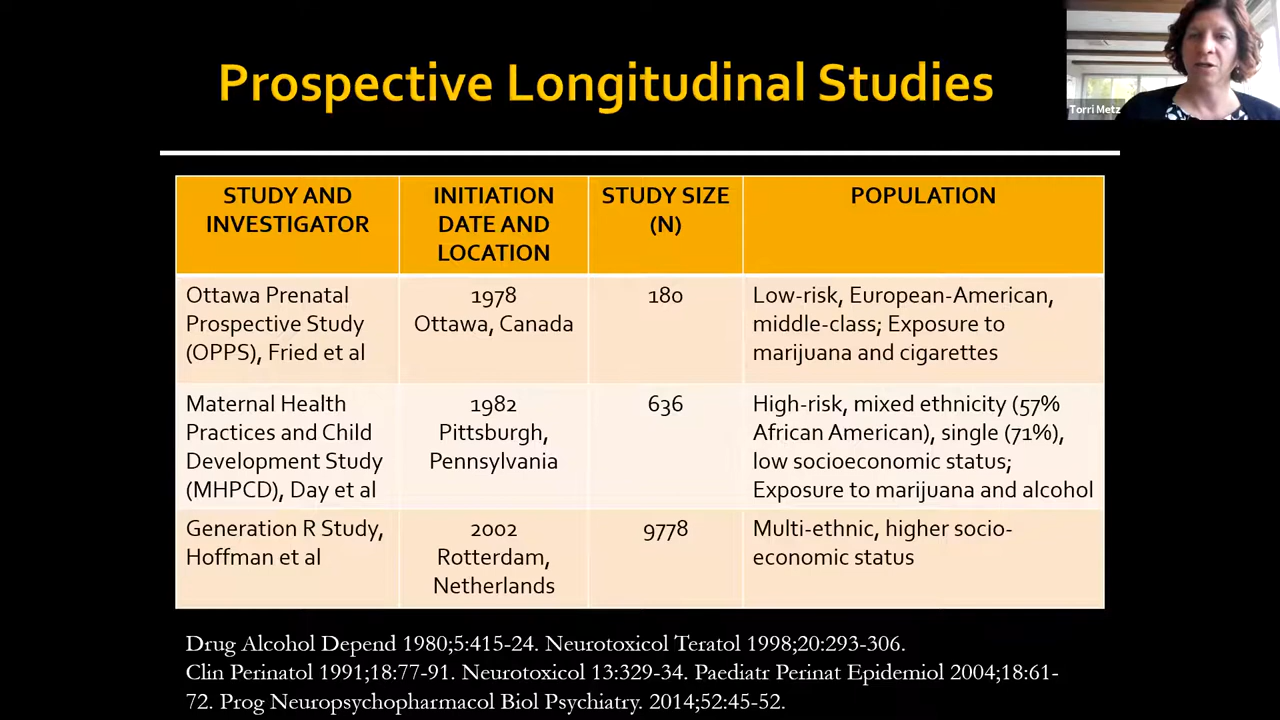 Prospective Longitudinal Studies
Torri Metz
STUDY AND
INVESTIGATOR
INITIATION
DATE AND
LOCATION
STUDY SIZE
(N)
POPULATION
Ottawa Prenatal
Prospective Study
(OPPS), Fried et al
1978
Ottawa, Canada
180
Low-risk, European-American,
middle-class; Exposure to
marijuana and cigarettes
Maternal Health
Practices and Child
Development Study
(MHPCD), Day et al
1982
Pittsburgh,
Pennsylvania
636
High-risk, mixed ethnicity (57%
African American), single (71%),
low socioeconomic status;
Exposure to marijuana and alcohol
Generation R Study,
Hoffman et al
2002
Rotterdam,
Netherlands
9778
Multi-ethnic, higher socio-
economic status
Drug Alcohol Depend 1980;5:415-24. Neurotoxicol Teratol 1998;20:293-306.
Clin Perinatol 1991;18:77-91. Neurotoxicol 13:329-34. Paediatr Perinat Epidemiol 2004;18:61-
72. Prog Neuropsychopharmacol Biol Psychiatry. 2014;52:45-52.